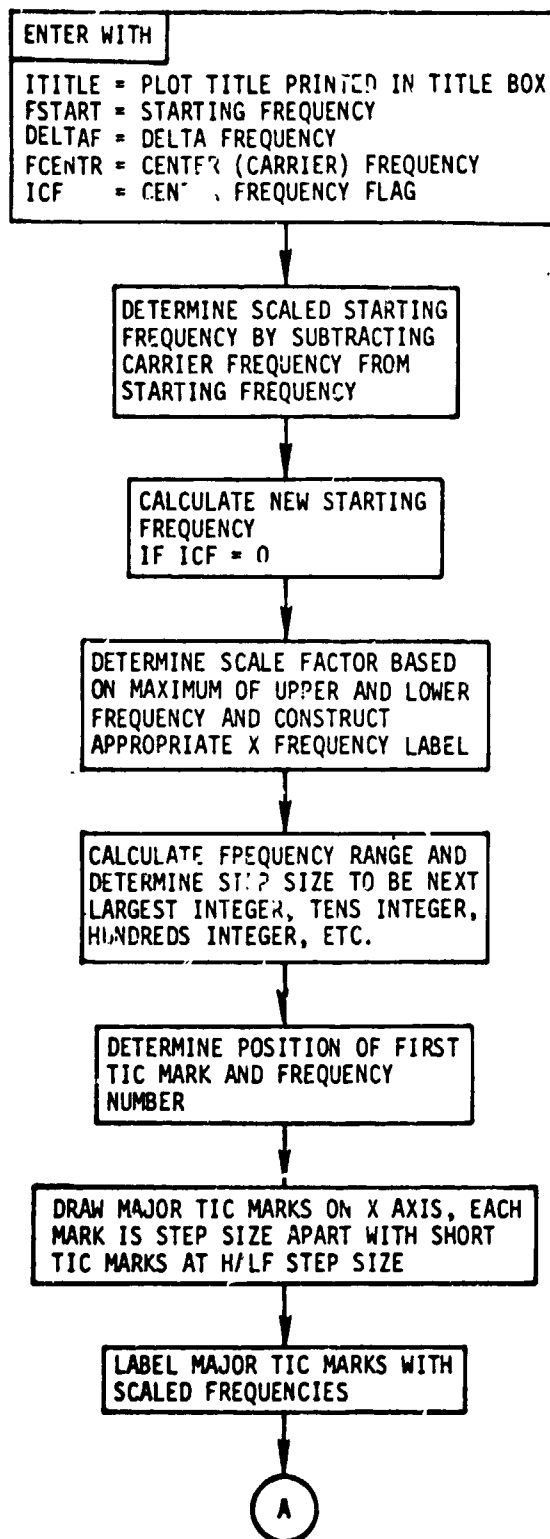 ENTER WITH
ITITLE = PLOT TITLE PRINTED IN TITLE BOX
FSTART = STARTING FREQUENCY
DELTAF = DELTA FREQUENCY
FCENTR = CENTER (CARRIER) FREQUENCY
ICF = FREQUENCY FLAG
DETERMINE SCALED STARTING
FREQUENCY BY SUBTRACTING
CARRIER FREQUENCY FROM
STARTING FREQUENCY
CALCULATE NEW STARTING
FREQUENCY
IF ICF = 0
DETERMINE SCALE FACTOR BASED
ON MAXIMUM OF UPPER AND LOWER
FREQUENCY AND CONSTRUCT
APPROPRIATE X FREQUENCY LABEL
CALCULATE FREQUENCY RANGE AND
DETERMINE STEP SIZE TO BE NEXT
LARGEST INTEGER, TENS INTEGER,
HUNDREDS INTEGER, ETC.
DETERMINE POSITION OF FIRST
TIC MARK AND FREQUENCY
NUMBER
DRAW MAJOR TIC MARKS ON X AXIS, EACH
MARK IS STEP SIZE APART WITH SHORT
TIC MARKS AT HALF STEP SIZE
LABEL MAJOR TIC MARKS WITH
SCALED FREQUENCIES
A